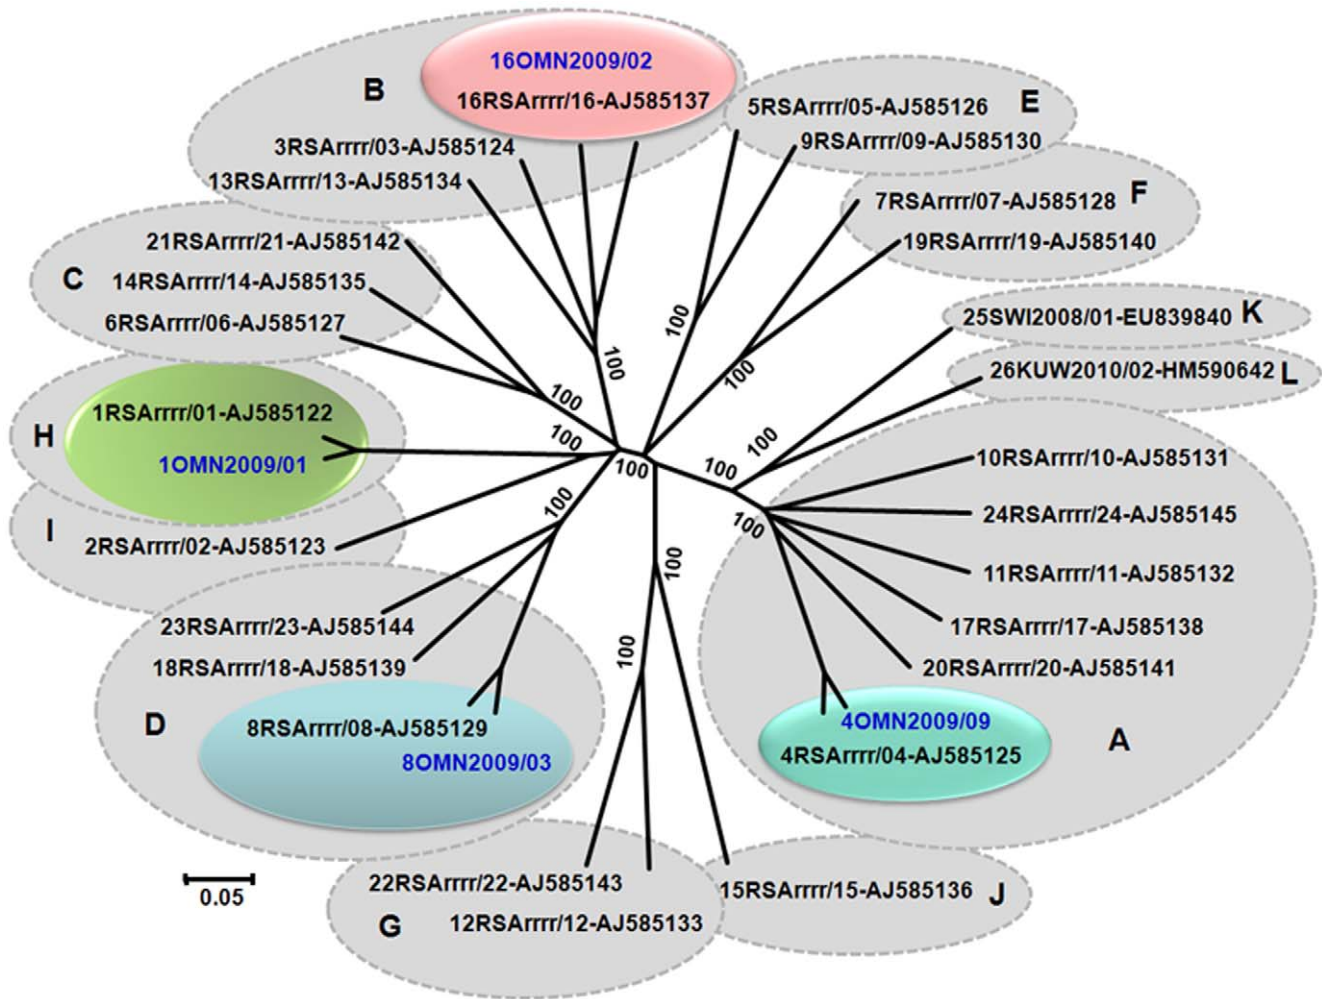 16OMN2009/02
B
16RSArrrr/16-AJ585137
5RSArrrr/05-AJ585126
E
3RSArrrr/03-AJ585124
9RSArrrr/09-AJ585130
13RSArrrr/13-AJ585134
7RSArrrr/07-AJ585128
F
21RSArrrr/21-AJ585142
19RSArrrr/19-AJ585140
C
14RSArrrr/14-AJ585135
6RSArrrr/06-AJ585127
25SWI2008/01-EU839840
K
100
100
100
26KUW2010/02-HM590642
L
100
1RSArrrr/01-AJ585122
H
1OMN2009/01
100
100
100
100
10RSArrrr/10-AJ585131
24RSArrrr/24-AJ585145
100
100
I
2RSArrrr/02-AJ585123
100
11RSArrrr/11-AJ585132
23RSArrrr/23-AJ585144
17RSArrrr/17-AJ585138
18RSArrrr/18-AJ585139
100
20RSArrrr/20-AJ585141
D
8RSArrrr/08-AJ585129
4OMN2009/09
A
8OMN2009/03
4RSArrrr/04-AJ585125
0.05
22RSArrrr/22-AJ585143
15RSArrrr/15-AJ585136
J
G
12RSArrrr/12-AJ585133